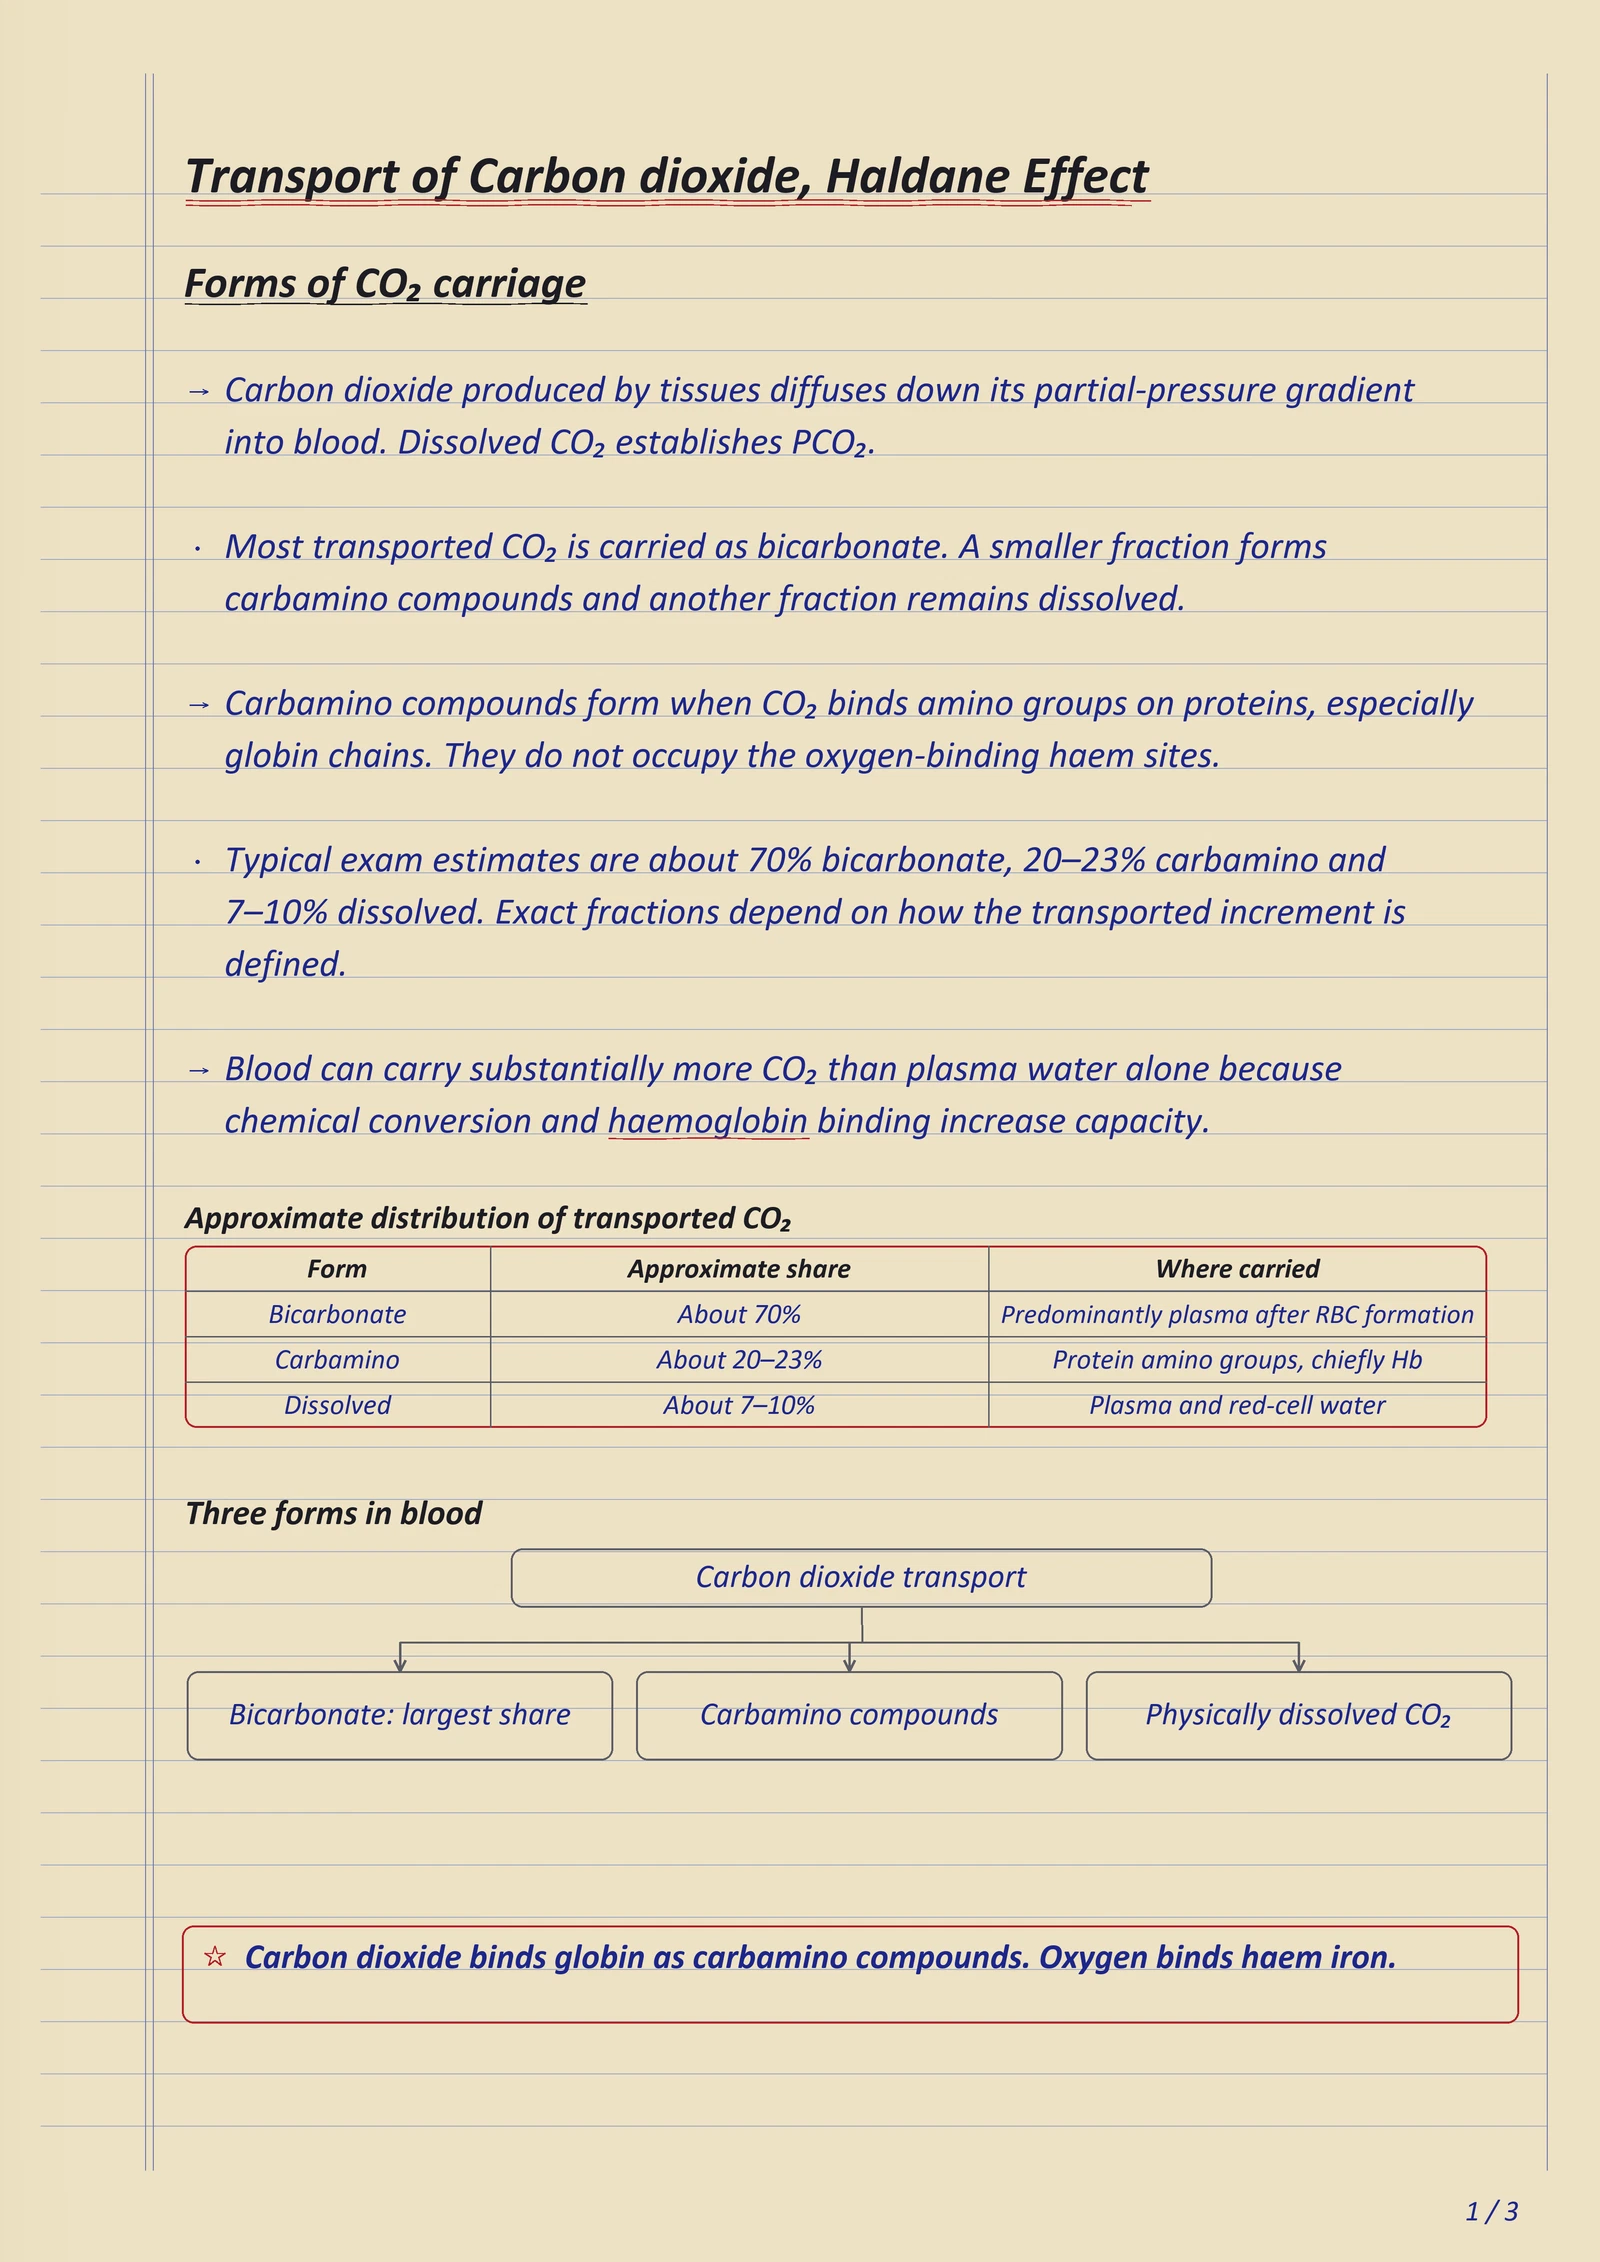 Transport of Carbon dioxide, Haldane Effect
Forms of CO₂ carriage
→ Carbon dioxide produced by tissues diffuses down its partial-pressure gradient
into blood. Dissolved CO₂ establishes PCO₂.
· Most transported CO₂ is carried as bicarbonate. A smaller fraction forms
carbamino compounds and another fraction remains dissolved.
→ Carbamino compounds form when CO₂ binds amino groups on proteins, especially
globin chains. They do not occupy the oxygen-binding haem sites.
· Typical exam estimates are about 70% bicarbonate, 20–23% carbamino and
7–10% dissolved. Exact fractions depend on how the transported increment is
defined.
→ Blood can carry substantially more CO₂ than plasma water alone because
chemical conversion and haemoglobin binding increase capacity.
Approximate distribution of transported CO₂
Form Approximate share Where carried
Bicarbonate About 70% Predominantly plasma after RBC formation
Carbamino About 20–23% Protein amino groups, chiefly Hb
Dissolved About 7–10% Plasma and red-cell water
Three forms in blood
Carbon dioxide transport
Bicarbonate: largest share Carbamino compounds Physically dissolved CO₂
☆ Carbon dioxide binds globin as carbamino compounds. Oxygen binds haem iron.
1 / 3